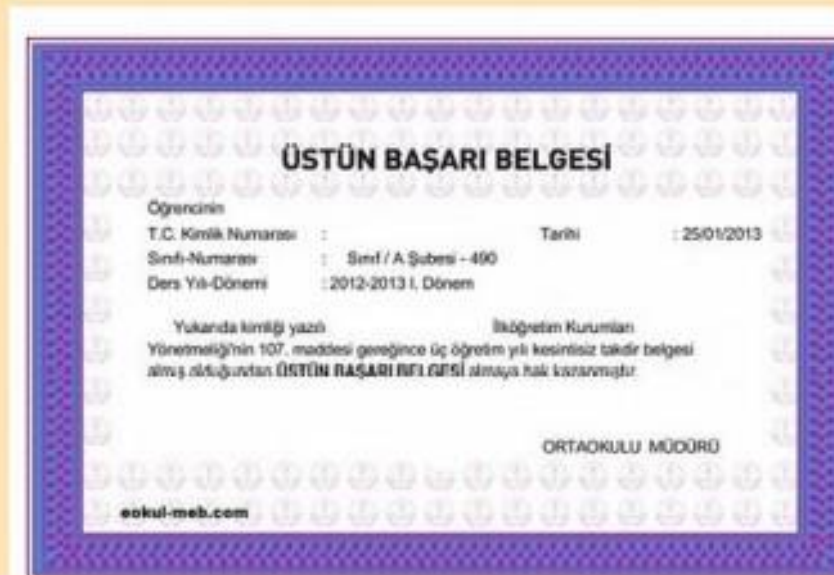 ÜSTÜN BAŞARI BELGESİ
Öğrencinin
T.C. Kimlik Numarası : Tarihi : 25/01/2013
Sınıfı-Numarası : Sınıf / A Şubesi - 490
Ders Yılı-Dönemi : 2012-2013 I. Dönem
Yukarıda kimliği yazılı İlköğretim Kurumları
Yönetmeliği'nin 107. maddesi gereğince üç öğretim yılı kesintisiz takdir belgesi
almış olduğundan ÜSTÜN BAŞARI BELGESİ almaya hak kazanmıştır.
ORTAOKULU MÜDÜRÜ
eokul-meb.com